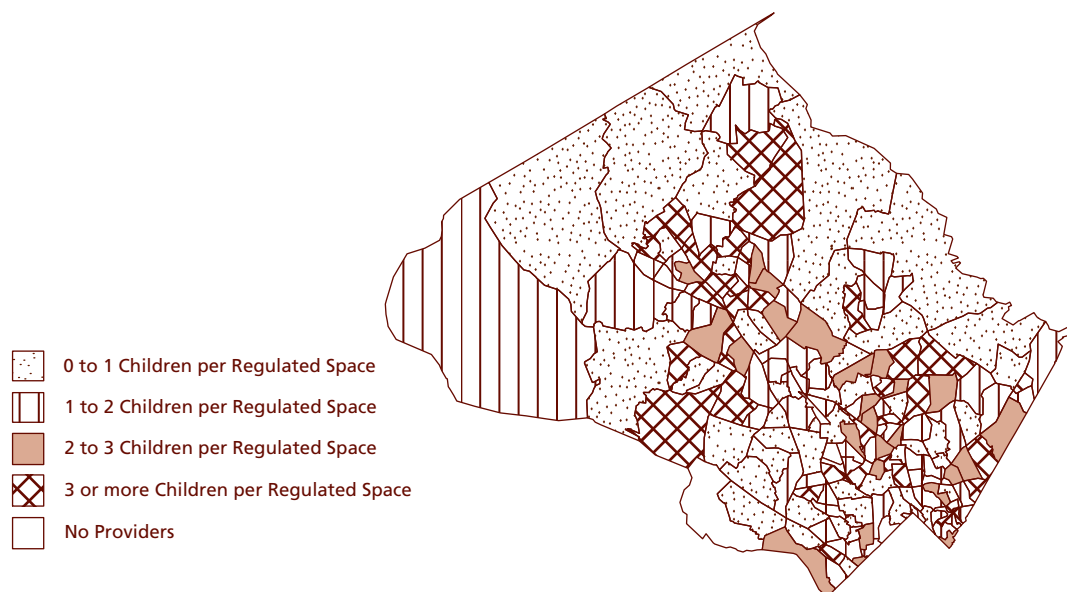 0 to 1 Children per Regulated Space
1 to 2 Children per Regulated Space
2 to 3 Children per Regulated Space
3 or more Children per Regulated Space
No Providers